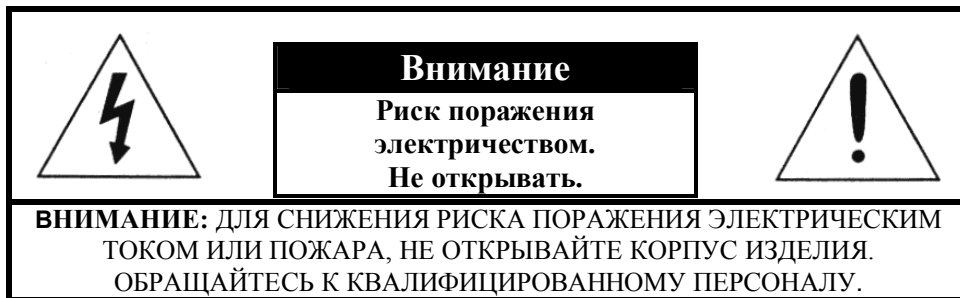 Внимание
Риск поражения
электричеством.
Не открывать.
ВНИМАНИЕ: ДЛЯ СНИЖЕНИЯ РИСКА ПОРАЖЕНИЯ ЭЛЕКТРИЧЕСКИМ
ТОКОМ ИЛИ ПОЖАРА, НЕ ОТКРЫВАЙТЕ КОРПУС ИЗДЕЛИЯ.
ОБРАЩАЙТЕСЬ К КВАЛИФИЦИРОВАННОМУ ПЕРСОНАЛУ.